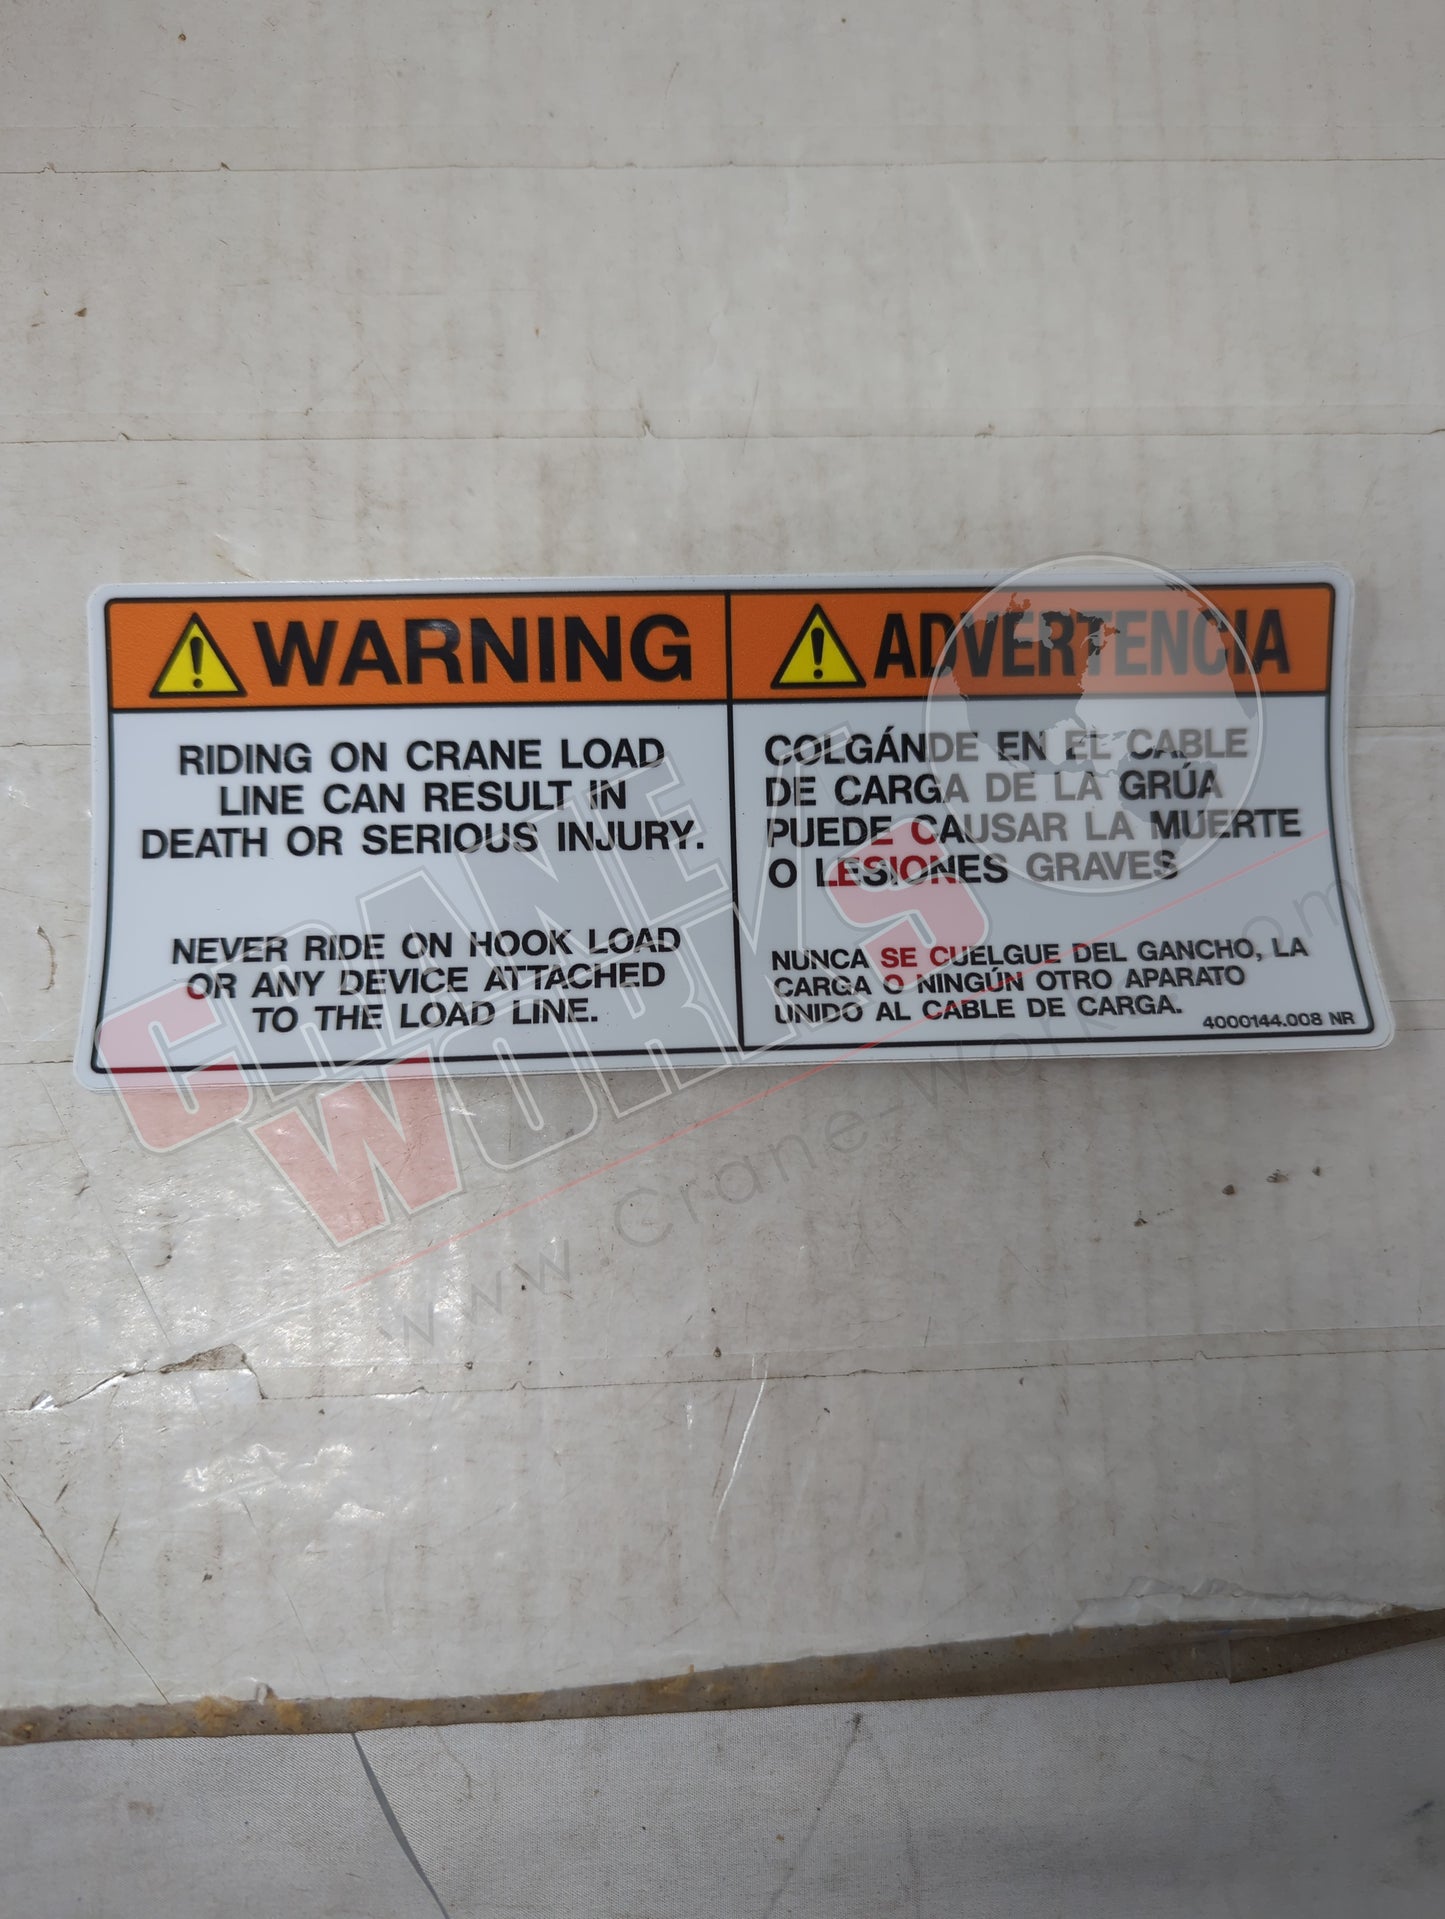 WARNING
RIDING ON CRANE LOAD
LINE CAN RESULT IN
DEATH OR SERIOUS INJURY.
NEVER RIDE ON HOOK LOAD
OR ANY DEVICE ATTACHED
TO THE LOAD LINE.
ADVERTENCIA
COLGÁNDE EN EL CABLE
DE CARGA DE LA GRÚA
PUEDE CAUSAR LA MUERTE
O LESIONES GRAVES
NUNCA SE CUELGUE DEL GANCHO, LA
CARGA O NINGÚN OTRO APARATO
UNIDO AL CABLE DE CARGA.
4000144.008 NR
CRANE
WORKS
www.Crane-Works.com